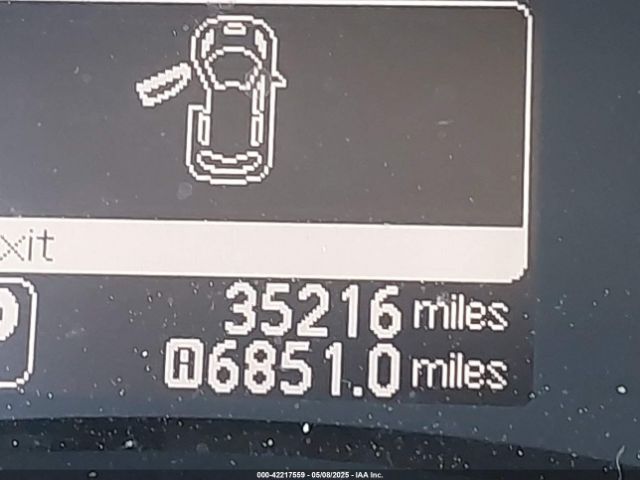 xit
35216 miles
A 6851.0 miles
000-42217559 - 05/08/2025 - IAA Inc.